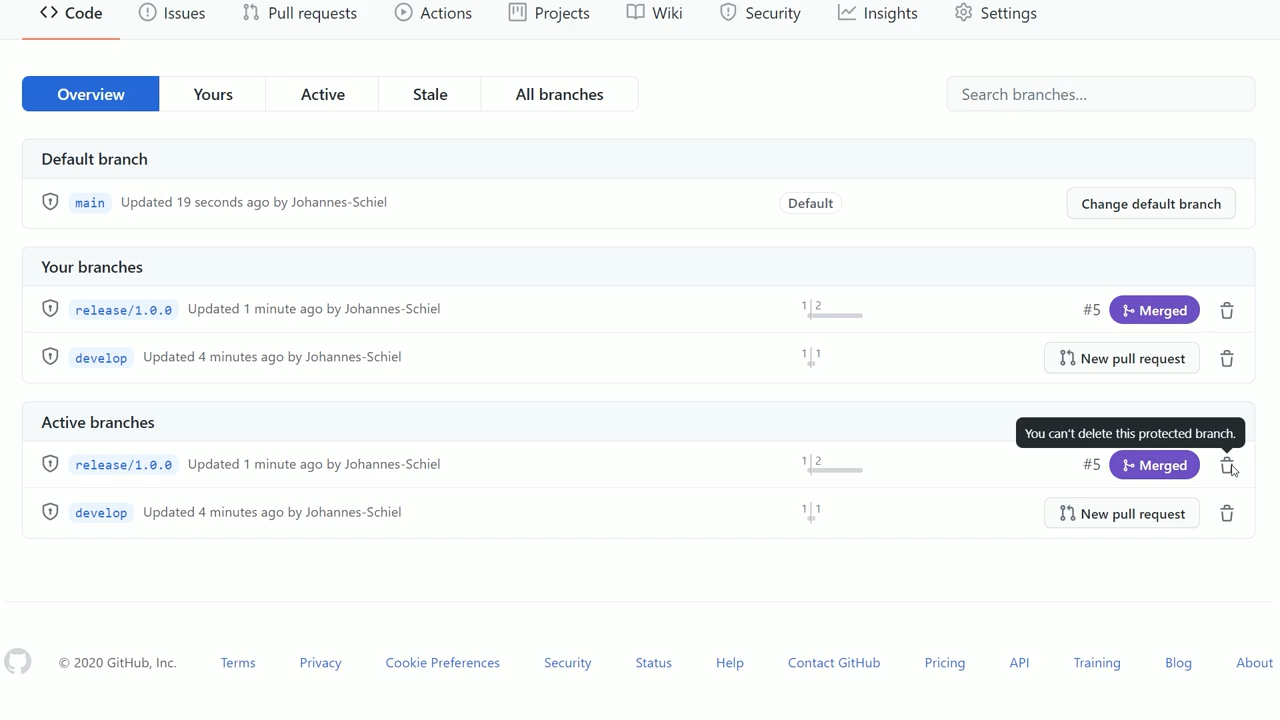 Code Issues Pull requests Actions Projects Wiki Security Insights Settings
Overview Yours Active Stale All branches Search branches...
Default branch
main Updated 19 seconds ago by Johannes-Schiel Default Change default branch
Your branches
release/1.0.0 Updated 1 minute ago by Johannes-Schiel 1 2 #5 Merged
develop Updated 4 minutes ago by Johannes-Schiel 1 1 New pull request
Active branches
You can't delete this protected branch.
release/1.0.0 Updated 1 minute ago by Johannes-Schiel 1 2 #5 Merged
develop Updated 4 minutes ago by Johannes-Schiel 1 1 New pull request
© 2020 GitHub, Inc. Terms Privacy Cookie Preferences Security Status Help Contact GitHub Pricing API Training Blog About